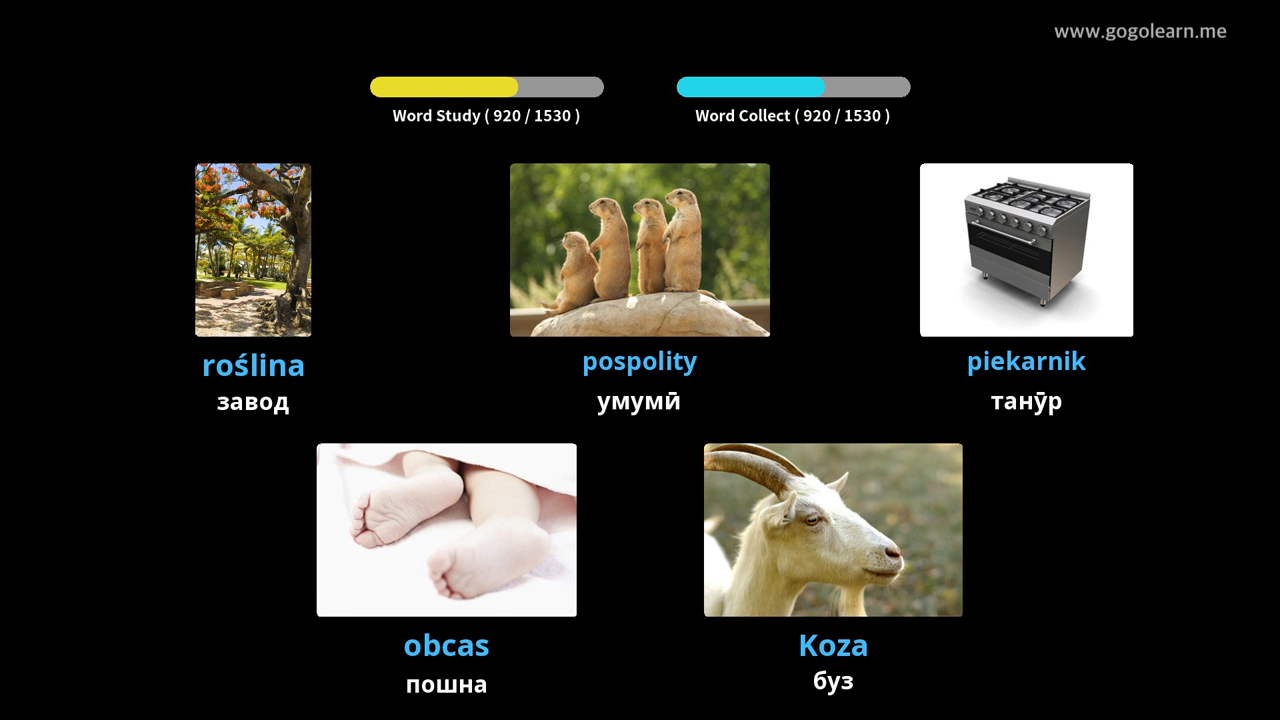 www.gogolearn.me
Word Study ( 920 / 1530 )
Word Collect ( 920 / 1530 )
roślina
завод
pospolity
умумӣ
piekarnik
танӯр
obcas
пошна
Koza
буз